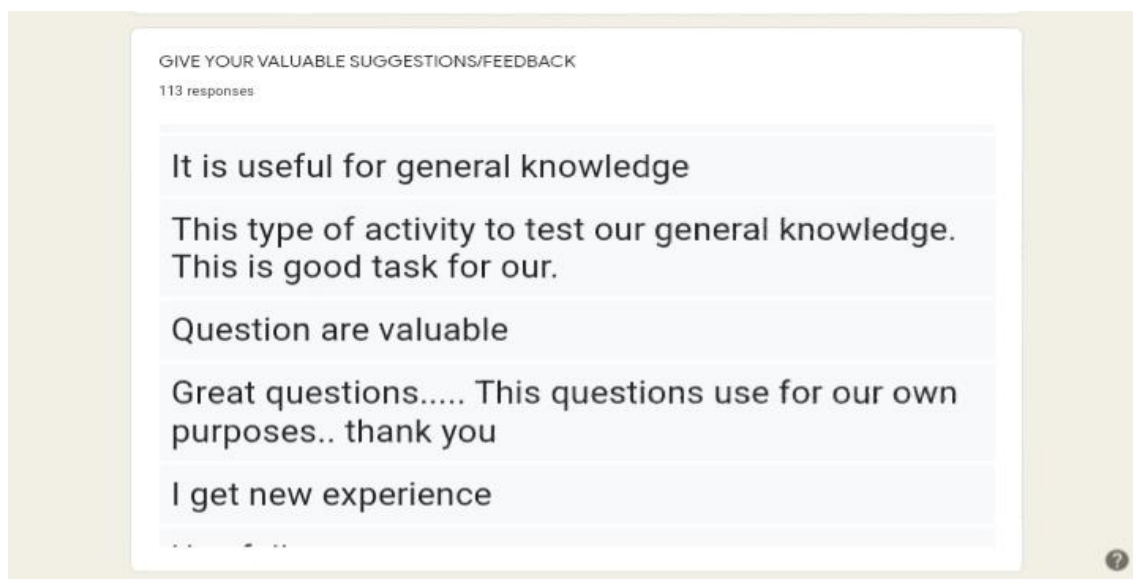 GIVE YOUR VALUABLE SUGGESTIONS/FEEDBACK
113 responses
It is useful for general knowledge
This type of activity to test our general knowledge.
This is good task for our.
Question are valuable
Great questions..... This questions use for our own
purposes.. thank you
I get new experience
?